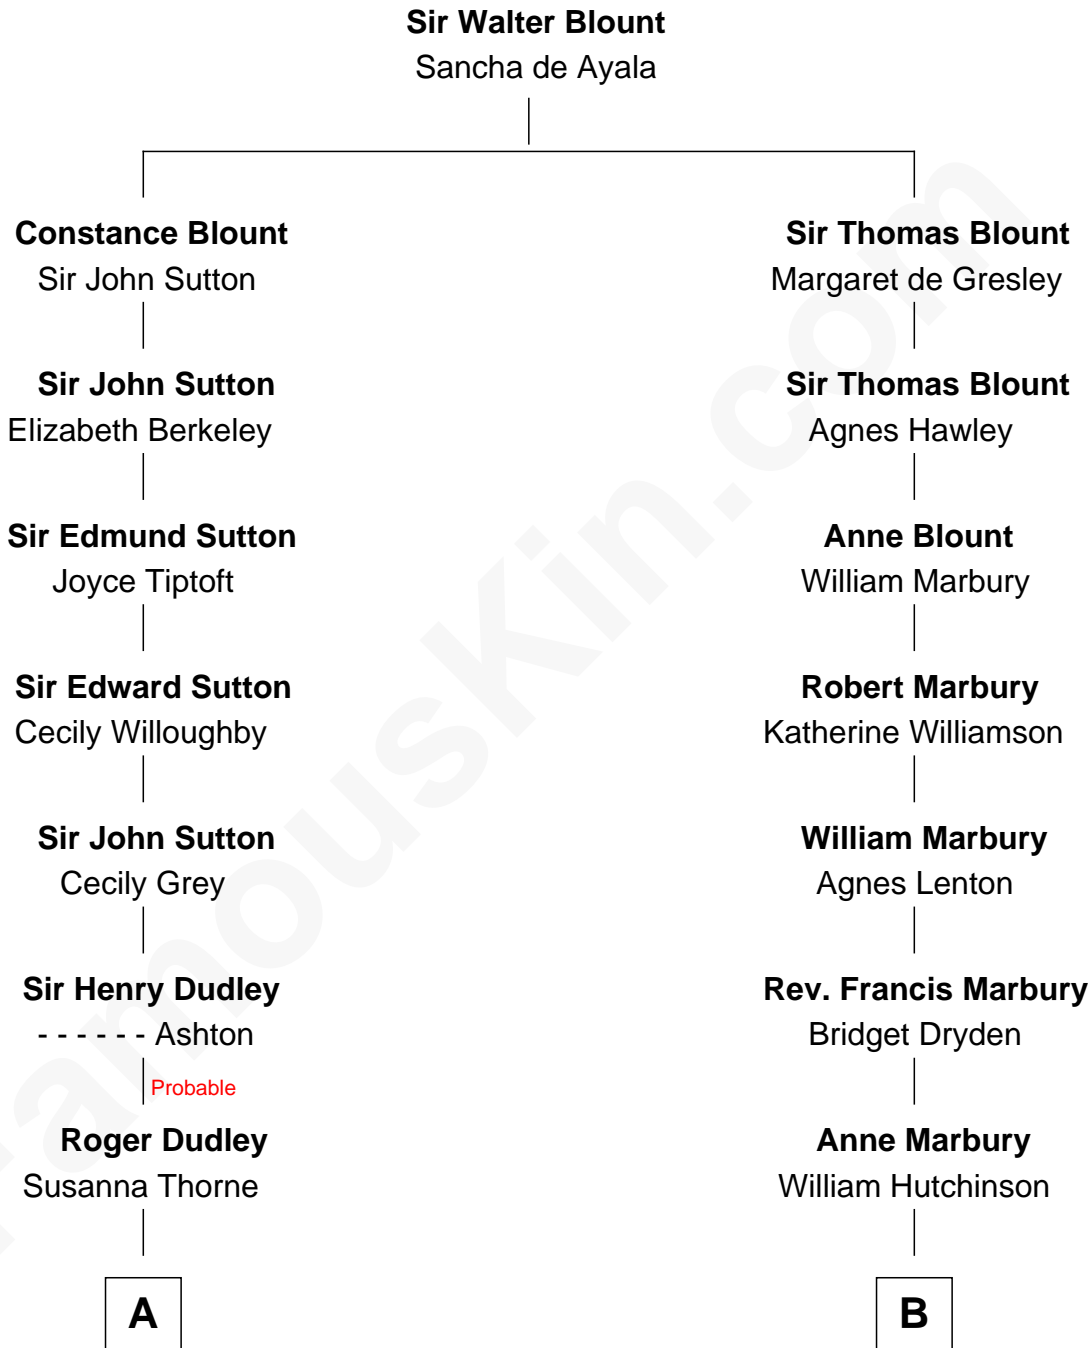 Sir Walter Blount
Sancha de Ayala
Constance Blount
Sir John Sutton
Sir Thomas Blount
Margaret de Gresley
Sir John Sutton
Elizabeth Berkeley
Sir Thomas Blount
Agnes Hawley
Sir Edmund Sutton
Joyce Tiptoft
Anne Blount
William Marbury
Sir Edward Sutton
Cecily Willoughby
Robert Marbury
Katherine Williamson
Sir John Sutton
Cecily Grey
William Marbury
Agnes Lenton
Sir Henry Dudley
- - - - - - Ashton
Probable
Rev. Francis Marbury
Bridget Dryden
Roger Dudley
Susanna Thorne
Anne Marbury
William Hutchinson
A
B
FamousKin.com